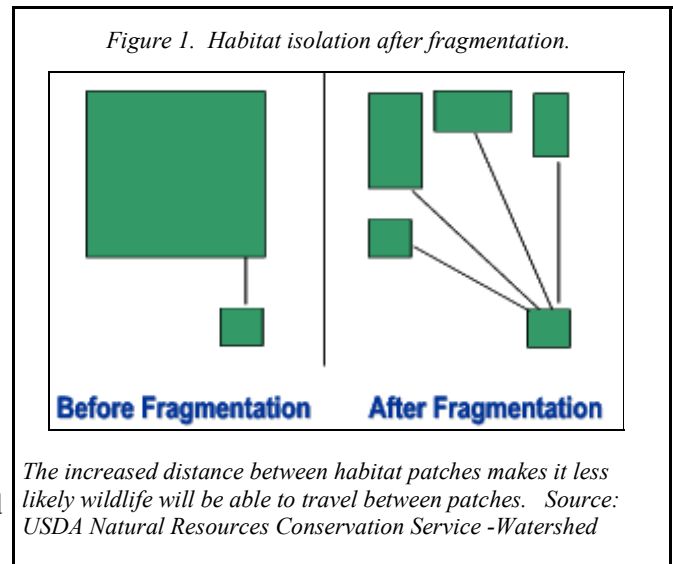 Figure 1. Habitat isolation after fragmentation.
Before Fragmentation
After Fragmentation
The increased distance between habitat patches makes it less
likely wildlife will be able to travel between patches. Source:
USDA Natural Resources Conservation Service -Watershed